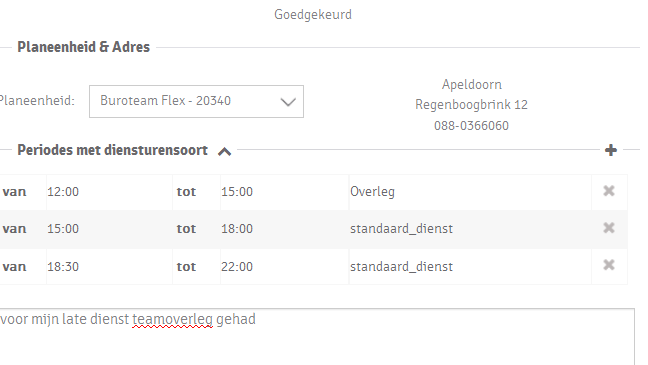 Goedgekeurd
Planeenheid & Adres
Planeenheid: Buroteam Flex - 20340
Apeldoorn
Regenboogbrink 12
088-0366060
Periodes met diensturensoort
van 12:00 tot 15:00 Overleg
van 15:00 tot 18:00 standaard_dienst
van 18:30 tot 22:00 standaard_dienst
voor mijn late dienst teamoverleg gehad